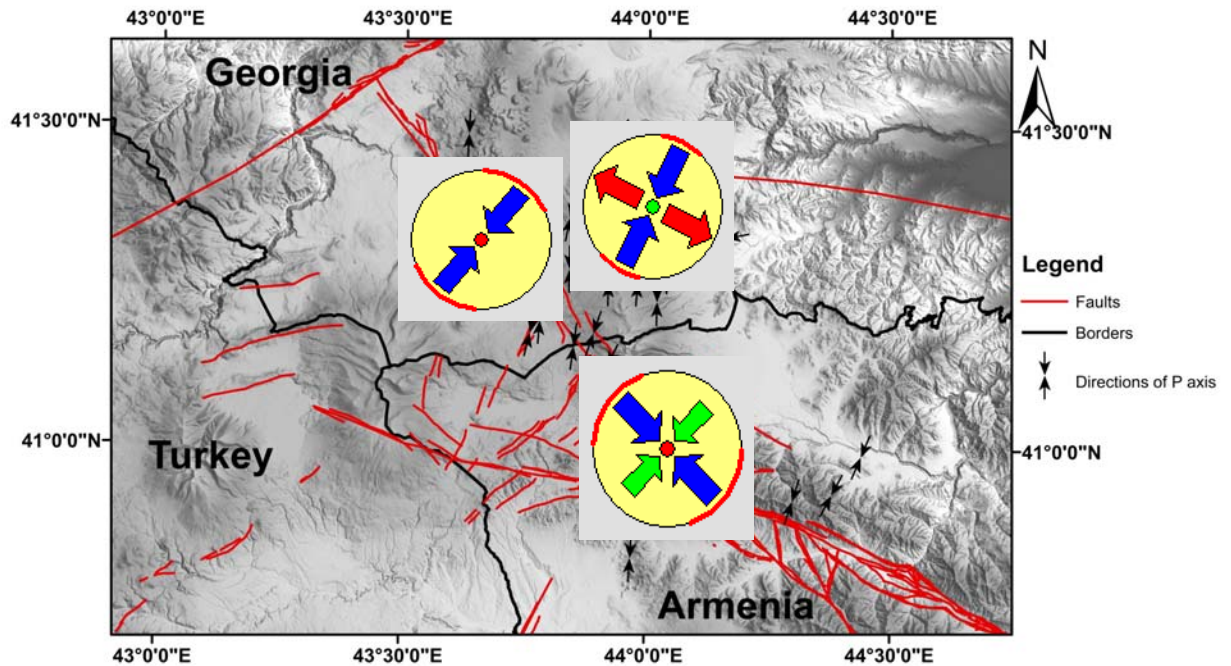 43°0'0"E 43°30'0"E 44°0'0"E 44°30'0"E
Georgia
N
41°30'0"N 41°30'0"N
Legend
Faults
Borders
Directions of P axis
41°0'0"N 41°0'0"N
Turkey
Armenia
43°0'0"E 43°30'0"E 44°0'0"E 44°30'0"E